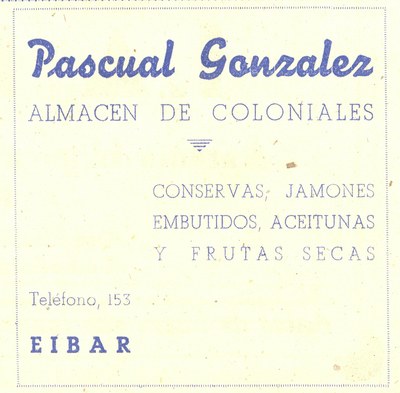 Pascual Gonzalez
ALMACEN DE COLONIALES
CONSERVAS, JAMONES
EMBUTIDOS, ACEITUNAS
Y FRUTAS SECAS
Teléfono, 153
EIBAR